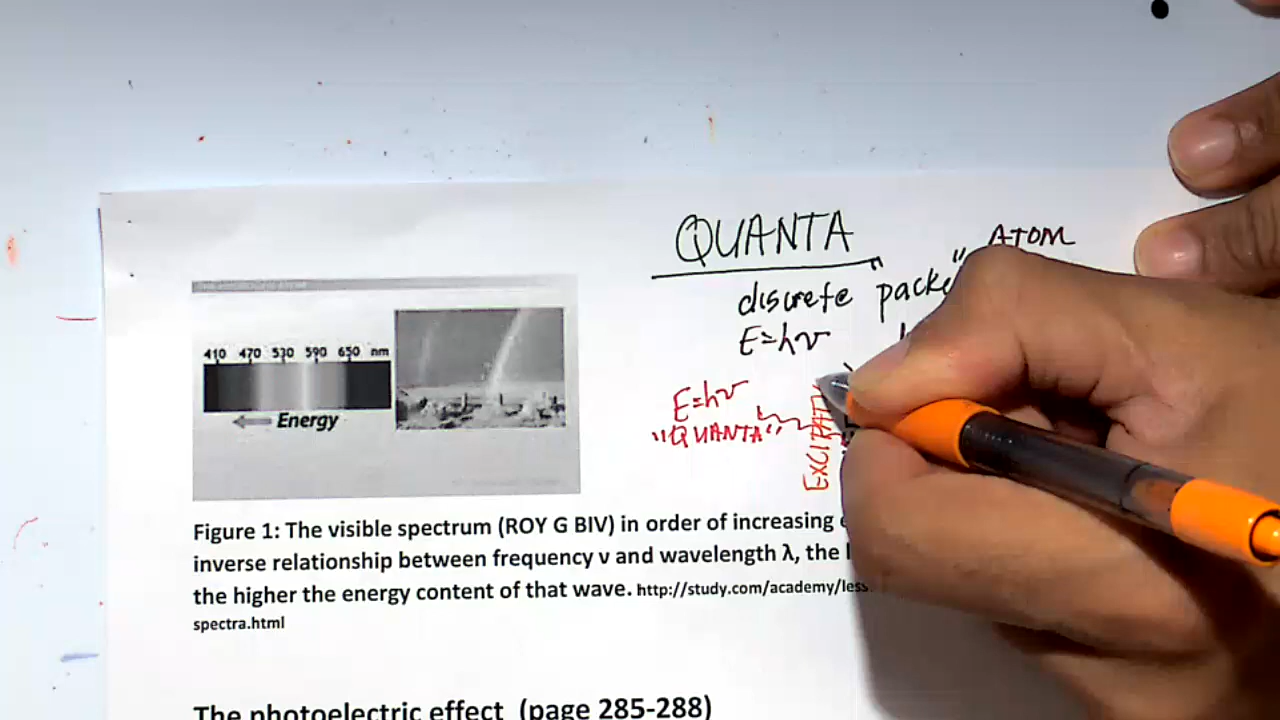 QUANTA
ATOM
discrete "packe
E=hν
410 470 530 590 650 nm
Energy
E=hν
"QUANTA"
Figure 1: The visible spectrum (ROY G BIV) in order of increasing
inverse relationship between frequency ν and wavelength λ, the
the higher the energy content of that wave. http://study.com/academy/less
spectra.html
The photoelectric effect (page 285-288)